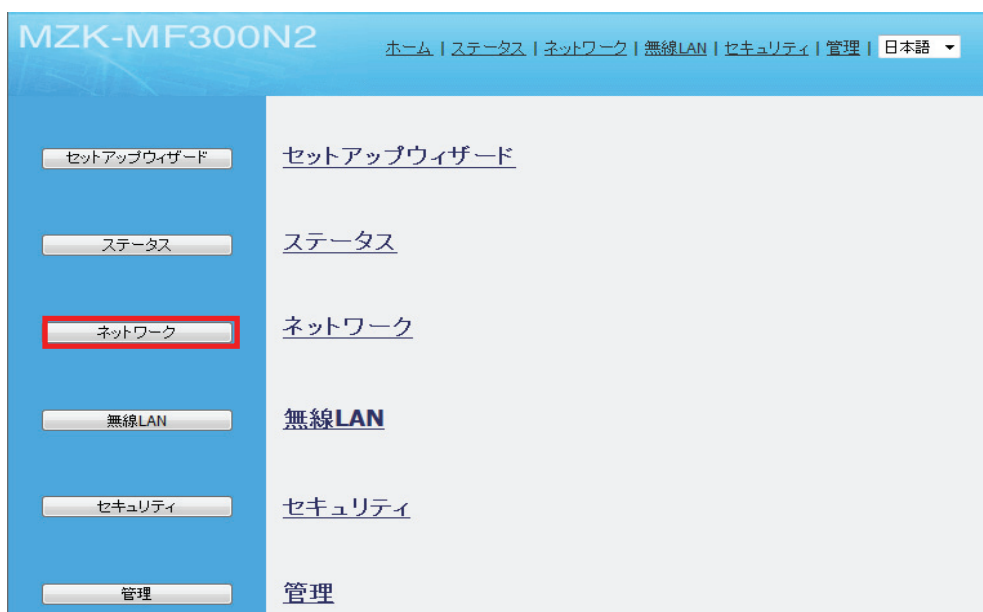 MZK-MF300N2
ホーム | ステータス | ネットワーク | 無線LAN | セキュリティ | 管理 | 日本語
セットアップウィザード セットアップウィザード
ステータス ステータス
ネットワーク ネットワーク
無線LAN 無線LAN
セキュリティ セキュリティ
管理 管理